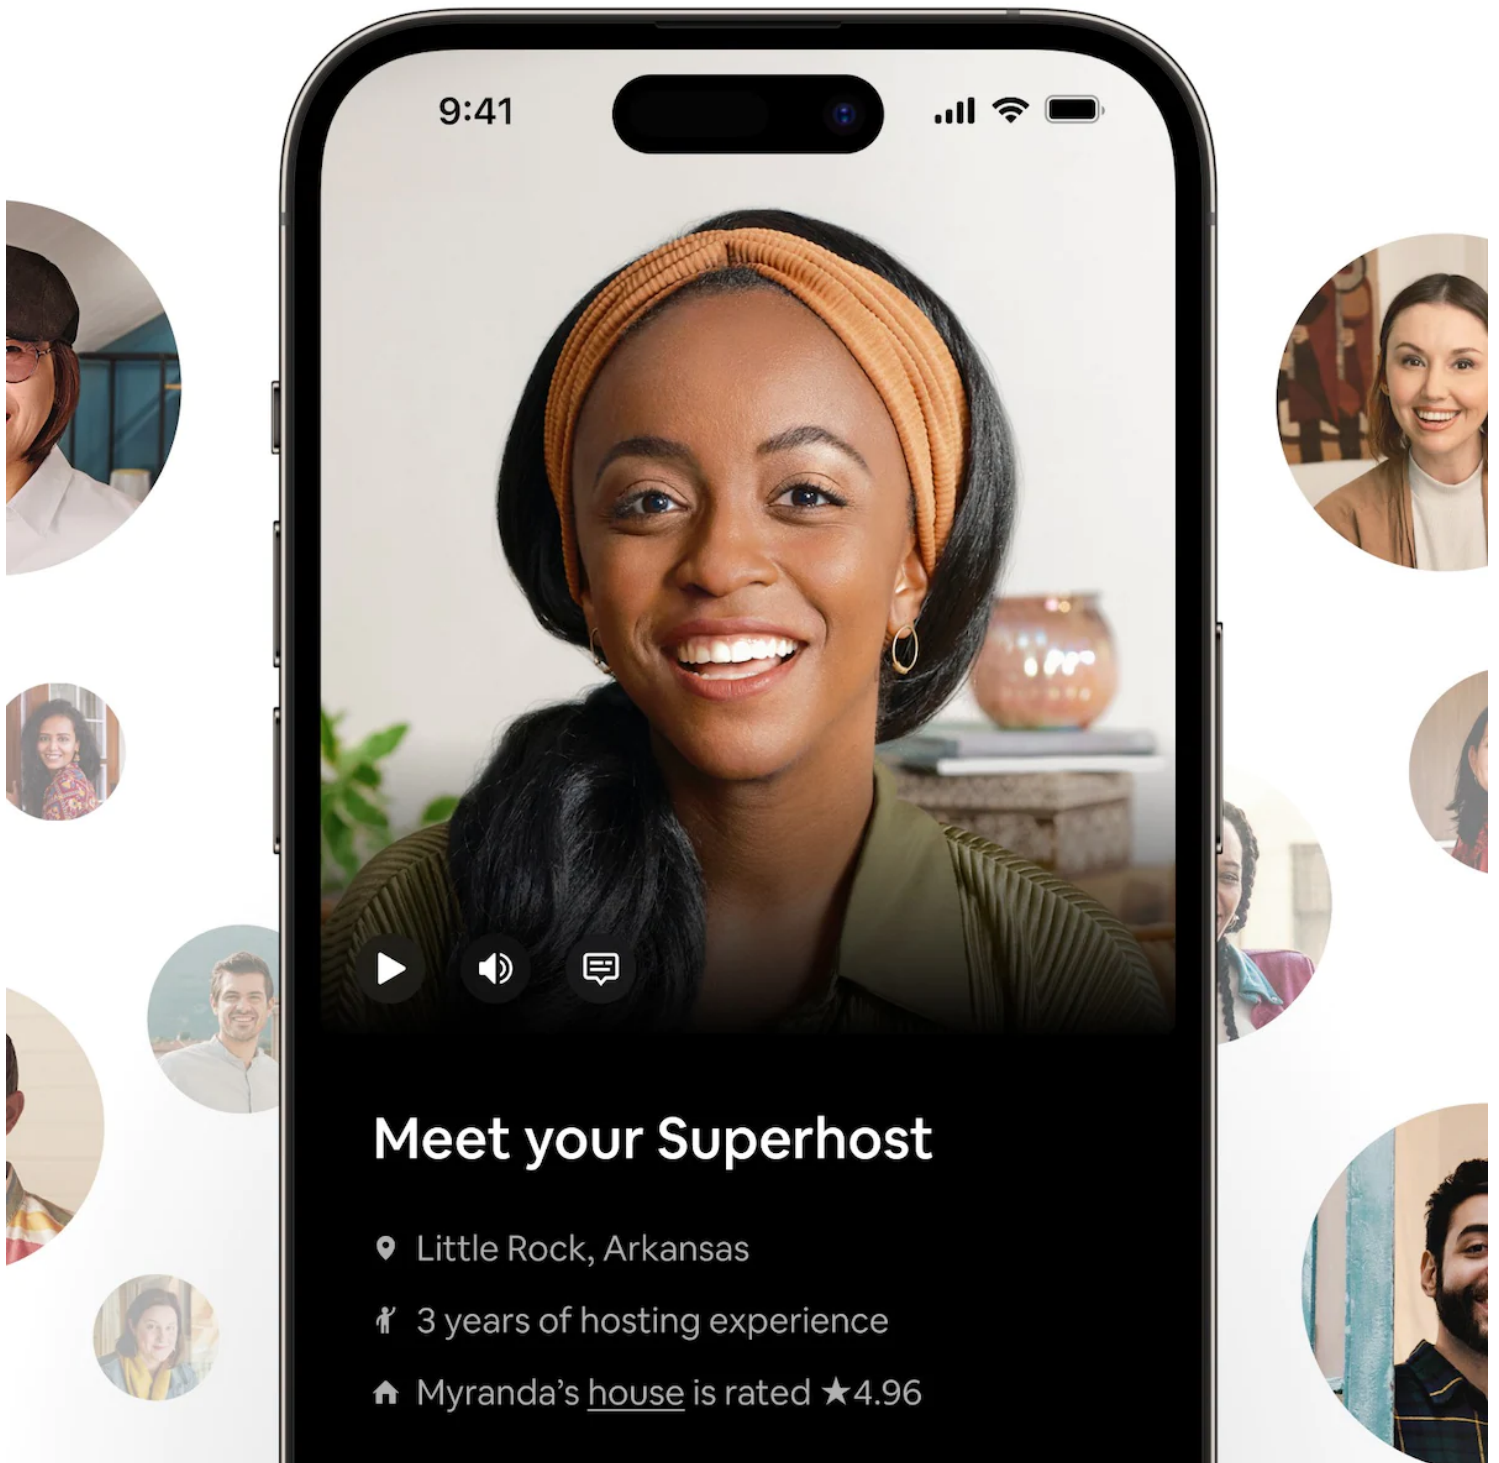 9:41
Meet your Superhost
Little Rock, Arkansas
3 years of hosting experience
Myranda’s house is rated ★4.96